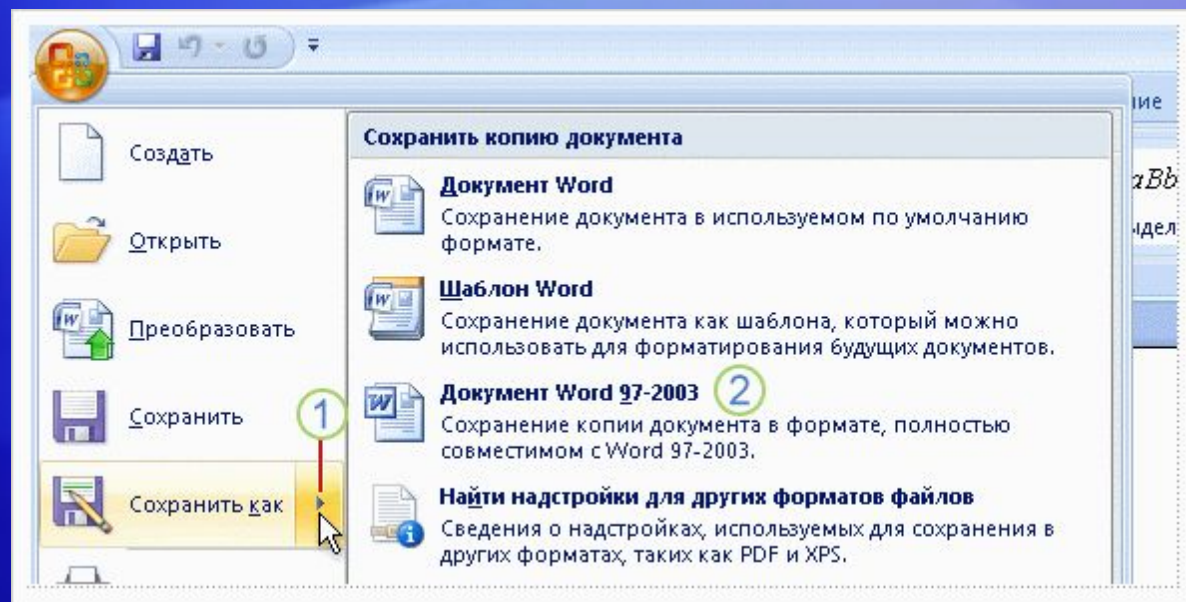 ие
Создать
Открыть
Преобразовать
Сохранить
1
Сохранить как
Сохранить копию документа
Документ Word
Сохранение документа в используемом по умолчанию
формате.
Шаблон Word
Сохранение документа как шаблона, который можно
использовать для форматирования будущих документов.
Документ Word 97-2003 2
Сохранение копии документа в формате, полностью
совместимом с Word 97-2003.
Найти надстройки для других форматов файлов
Сведения о надстройках, используемых для сохранения в
других форматах, таких как PDF и XPS.
aBb
ыдел